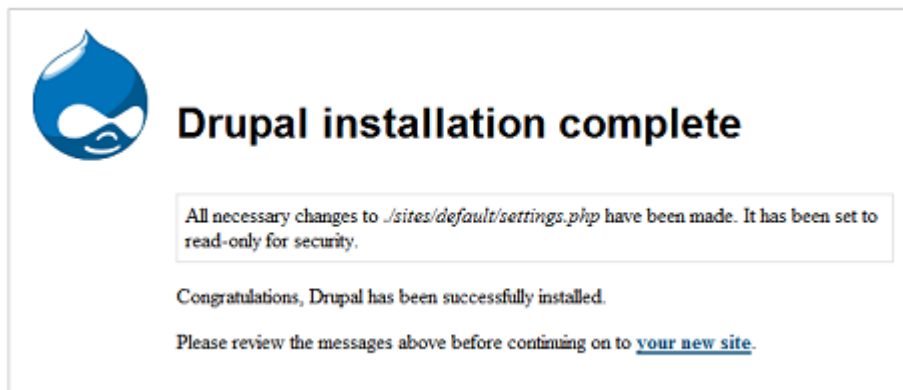 Drupal installation complete
All necessary changes to ./sites/default/settings.php have been made. It has been set to
read-only for security.
Congratulations, Drupal has been successfully installed.
Please review the messages above before continuing on to your new site.